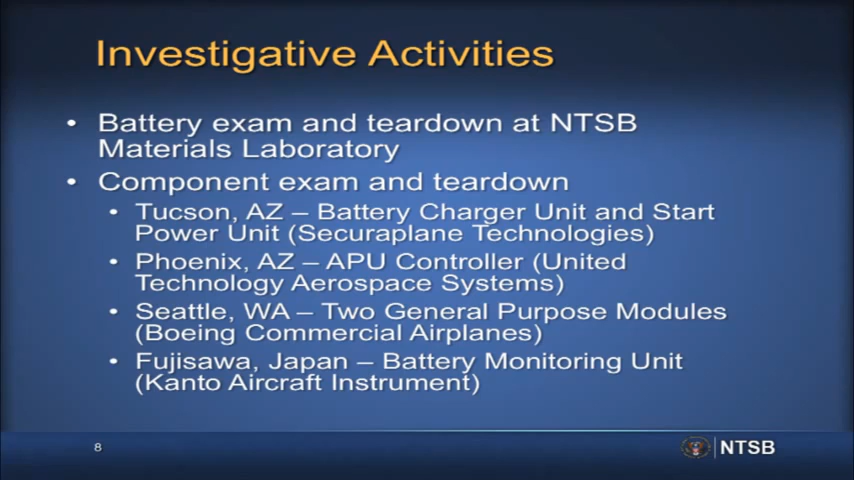 Investigative Activities
• Battery exam and teardown at NTSB
Materials Laboratory
• Component exam and teardown
• Tucson, AZ – Battery Charger Unit and Start
Power Unit (Securaplane Technologies)
• Phoenix, AZ – APU Controller (United
Technology Aerospace Systems)
• Seattle, WA – Two General Purpose Modules
(Boeing Commercial Airplanes)
• Fujisawa, Japan – Battery Monitoring Unit
(Kanto Aircraft Instrument)
8
NTSB